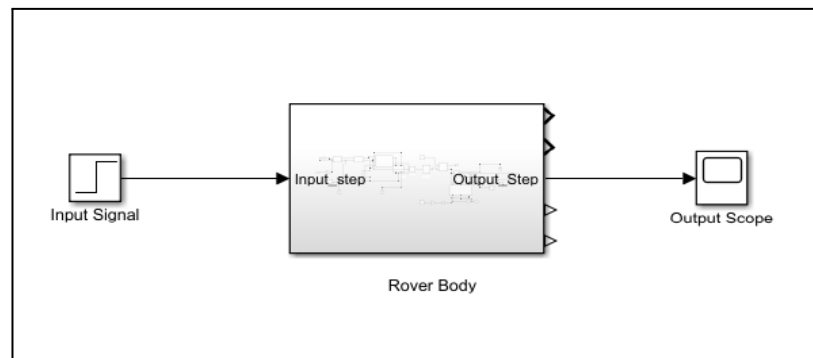 Input_step
Output_Step
Input Signal
Output Scope
Rover Body